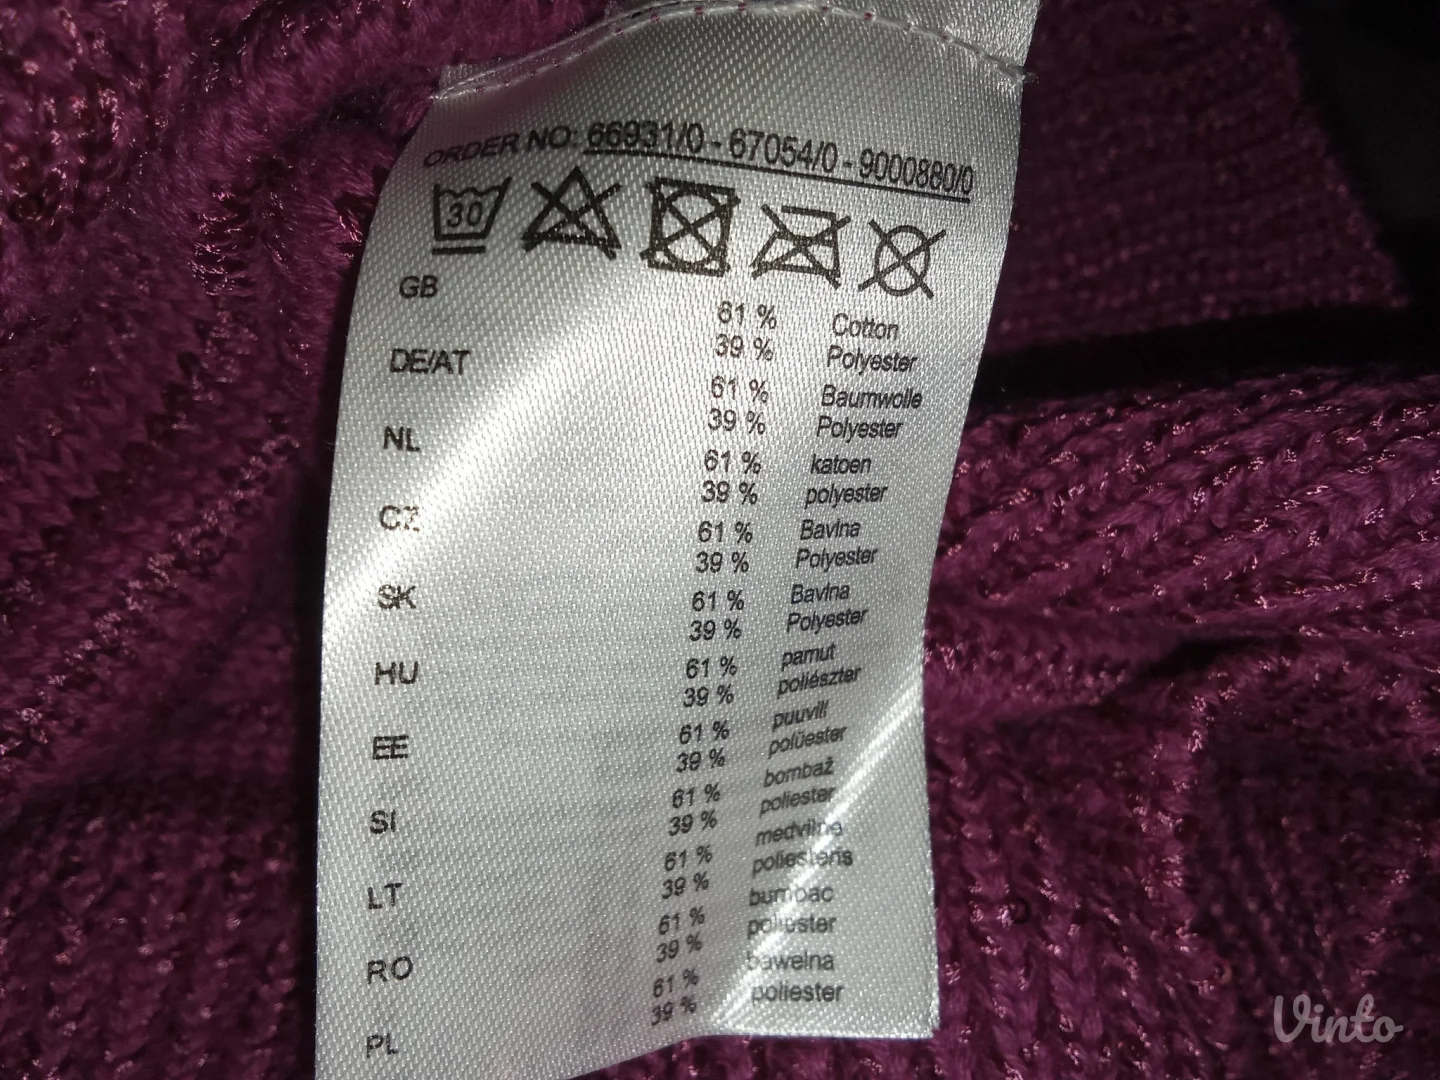 ORDER NO: 66931/0 - 67054/0 - 9000880/0
30
GB
61 % Cotton
39 % Polyester
DE/AT
61 % Baumwolle
39 % Polyester
NL
61 % katoen
39 % polyester
CZ
61 % Bavlna
39 % Polyester
SK
61 % Bavlna
39 % Polyester
HU
61 % pamut
39 % poliészter
EE
61 % puuvill
39 % polüester
SI
61 % bombaž
39 % poliester
LT
61 % medvilnė
39 % poliesteris
RO
61 % bumbac
39 % poliuster
PL
61 % bawełna
39 % poliester
Vinto